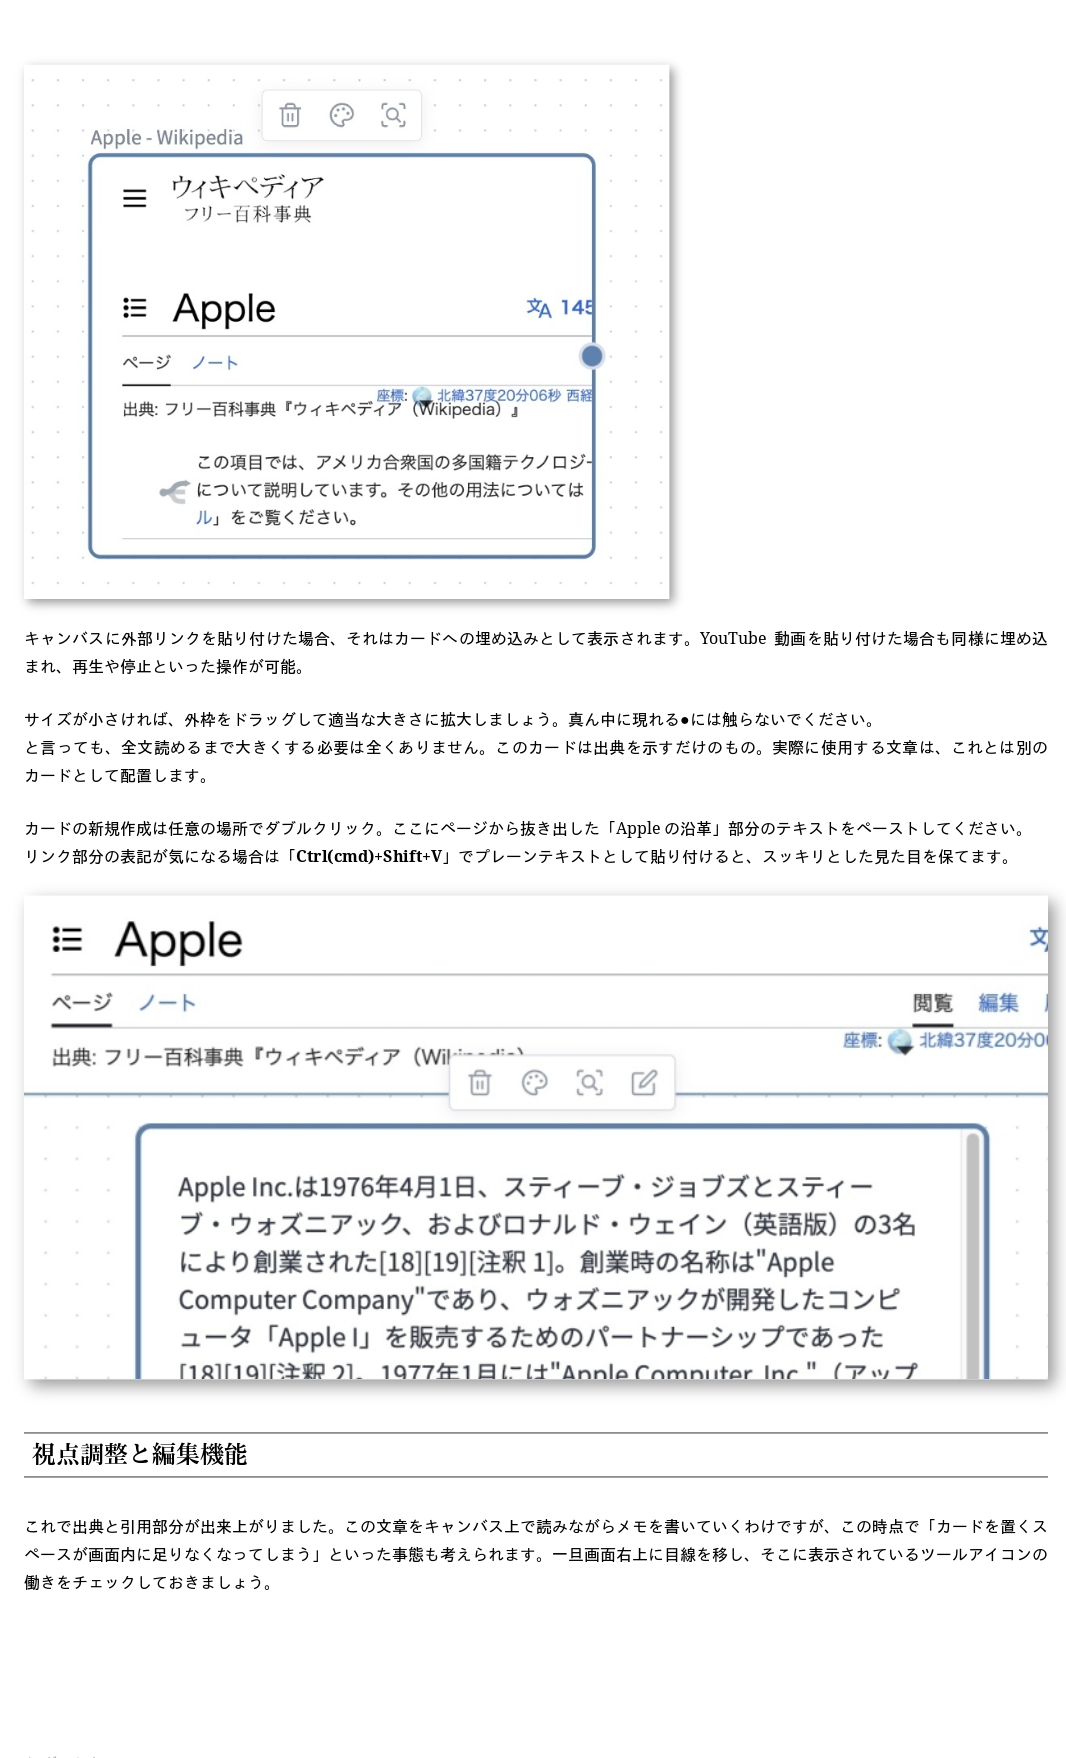 Apple - Wikipedia
ウィキペディア
フリー百科事典
Apple
文A 145
ページ ノート
座標: 北緯37度20分06秒 西経
出典: フリー百科事典『ウィキペディア（Wikipedia）』
この項目では、アメリカ合衆国の多国籍テクノロジー
について説明しています。その他の用法については
ル」をご覧ください。
キャンバスに外部リンクを貼り付けた場合、それはカードへの埋め込みとして表示されます。YouTube 動画を貼り付けた場合も同様に埋め込
まれ、再生や停止といった操作が可能。
サイズが小さければ、外枠をドラッグして適当な大きさに拡大しましょう。真ん中に現れる●には触らないでください。
と言っても、全文読めるまで大きくする必要は全くありません。このカードは出典を示すだけのもの。実際に使用する文章は、これとは別の
カードとして配置します。
カードの新規作成は任意の場所でダブルクリック。ここにページから抜き出した「Apple の沿革」部分のテキストをペーストしてください。
リンク部分の表記が気になる場合は「Ctrl(cmd)+Shift+V」でプレーンテキストとして貼り付けると、スッキリとした見た目を保てます。
Apple
ページ ノート 閲覧 編集
座標: 北緯37度20分0
出典: フリー百科事典『ウィキペディア（Wikipedia）
Apple Inc.は1976年4月1日、スティーブ・ジョブズとスティー
ブ・ウォズニアック、およびロナルド・ウェイン（英語版）の3名
により創業された[18][19][注釈 1]。創業時の名称は"Apple
Computer Company"であり、ウォズニアックが開発したコンピ
ュータ「Apple I」を販売するためのパートナーシップであった
[18][19][注釈 2]。1977年1月には"Apple Computer, Inc."（アップ
視点調整と編集機能
これで出典と引用部分が出来上がりました。この文章をキャンバス上で読みながらメモを書いていくわけですが、この時点で「カードを置くス
ペースが画面内に足りなくなってしまう」といった事態も考えられます。一旦画面右上に目線を移し、そこに表示されているツールアイコンの
働きをチェックしておきましょう。